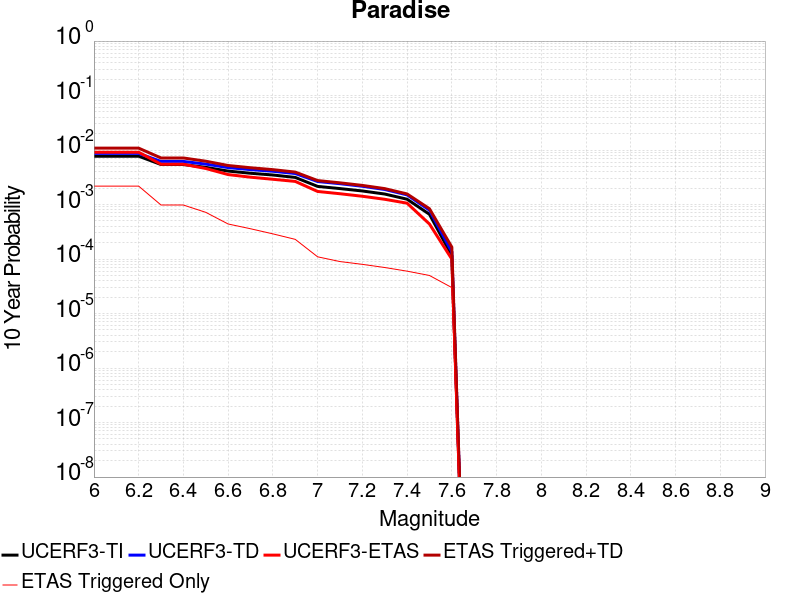 Paradise
10^0
10^-1
10^-2
10^-3
10^-4
10^-5
10^-6
10^-7
10^-8
10 Year Probability
6 6.2 6.4 6.6 6.8 7 7.2 7.4 7.6 7.8 8 8.2 8.4 8.6 8.8 9
Magnitude
UCERF3-TI UCERF3-TD UCERF3-ETAS ETAS Triggered+TD
ETAS Triggered Only